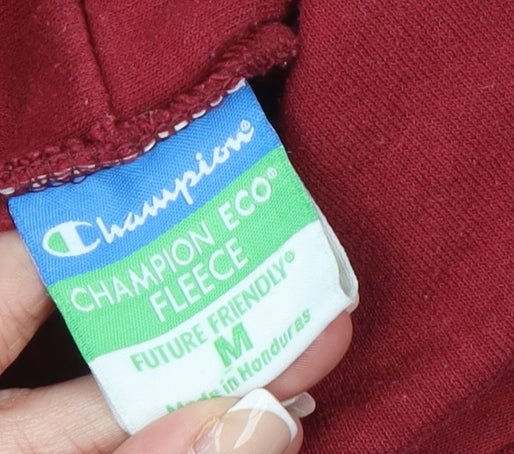 Champion®
CHAMPION ECO®
FLEECE
FUTURE FRIENDLY®
M
Made in Honduras